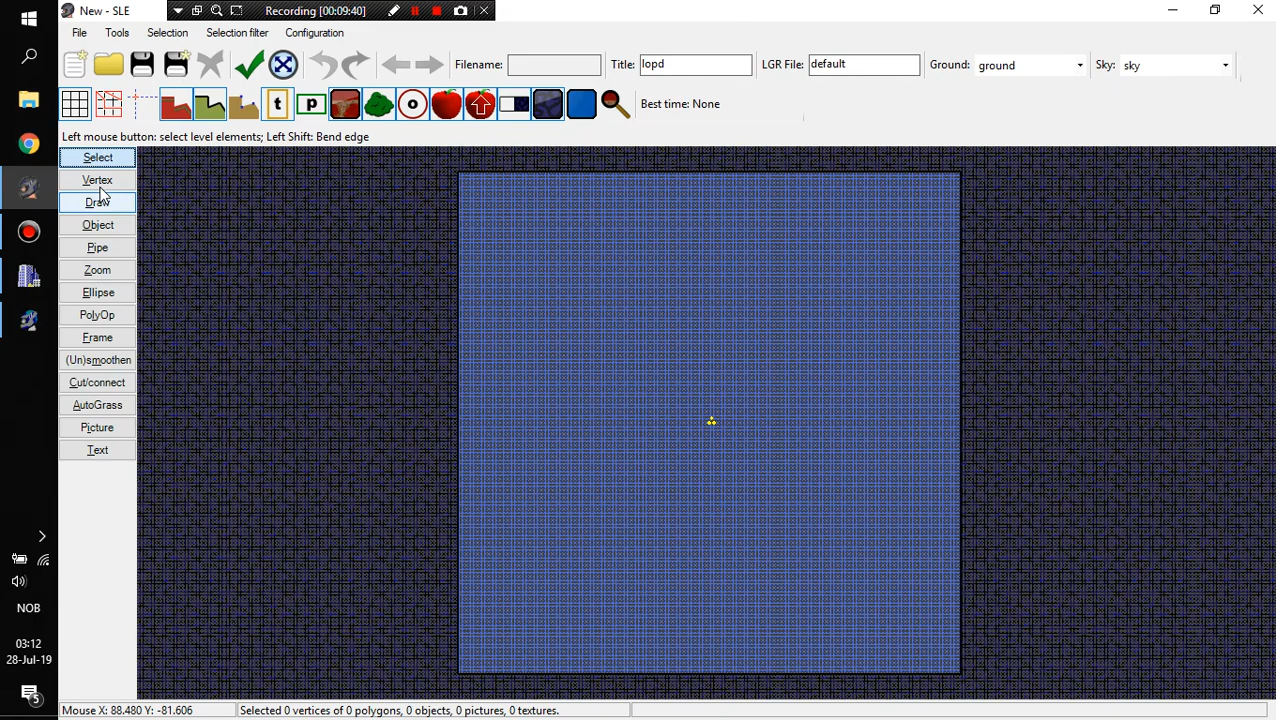 New - SLE
Recording [00:09:40]
File Tools Selection Selection filter Configuration
Filename: Title: lopd LGR File: default Ground: ground Sky: sky
t p o Best time: None
Left mouse button: select level elements; Left Shift: Bend edge
Select
Vertex
Draw
Object
Pipe
Zoom
Ellipse
PolyOp
Frame
(Un)smoothen
Cut/connect
AutoGrass
Picture
Text
NOB
03:12
28-Jul-19
5
Mouse X: 88.480 Y: -81.606 Selected 0 vertices of 0 polygons, 0 objects, 0 pictures, 0 textures.